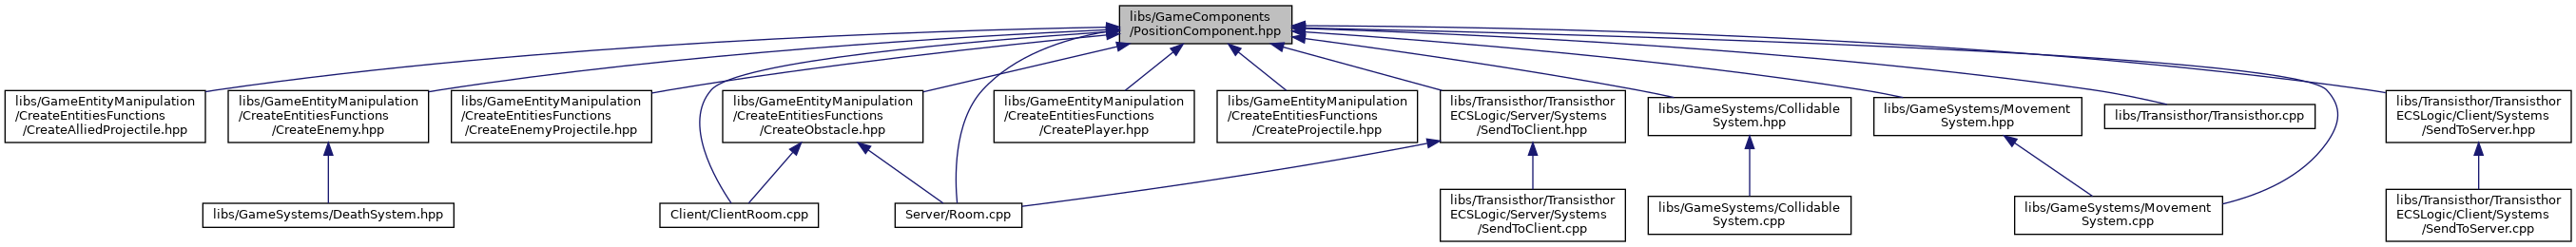 libs/GameComponents
/PositionComponent.hpp
libs/GameEntityManipulation
/CreateEntitiesFunctions
/CreateAlliedProjectile.hpp
libs/GameEntityManipulation
/CreateEntitiesFunctions
/CreateEnemy.hpp
libs/GameEntityManipulation
/CreateEntitiesFunctions
/CreateEnemyProjectile.hpp
libs/GameEntityManipulation
/CreateEntitiesFunctions
/CreateObstacle.hpp
libs/GameEntityManipulation
/CreateEntitiesFunctions
/CreatePlayer.hpp
libs/GameEntityManipulation
/CreateEntitiesFunctions
/CreateProjectile.hpp
libs/Transisthor/Transisthor
ECSLogic/Server/Systems
/SendToClient.hpp
libs/GameSystems/Collidable
System.hpp
libs/GameSystems/Movement
System.hpp
libs/Transisthor/Transisthor.cpp
libs/Transisthor/Transisthor
ECSLogic/Client/Systems
/SendToServer.hpp
libs/GameSystems/DeathSystem.hpp
Client/ClientRoom.cpp
Server/Room.cpp
libs/Transisthor/Transisthor
ECSLogic/Server/Systems
/SendToClient.cpp
libs/GameSystems/Collidable
System.cpp
libs/GameSystems/Movement
System.cpp
libs/Transisthor/Transisthor
ECSLogic/Client/Systems
/SendToServer.cpp